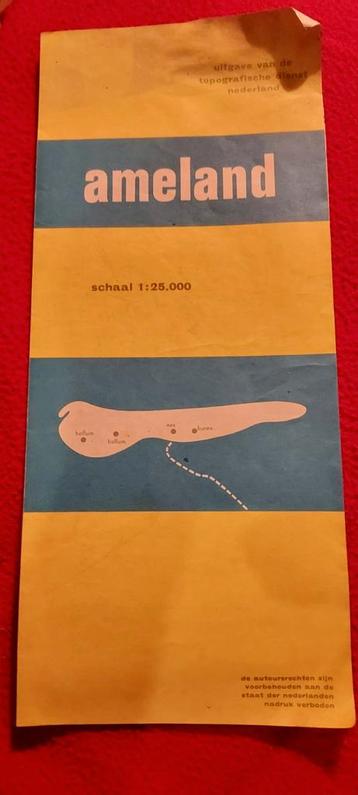 uitgave van de
topografische dienst
nederland
ameland
schaal 1:25.000
hollum
ballum
nes
buren
de auteursrechten zijn
voorbehouden aan de
staat der nederlanden
nadruk verboden